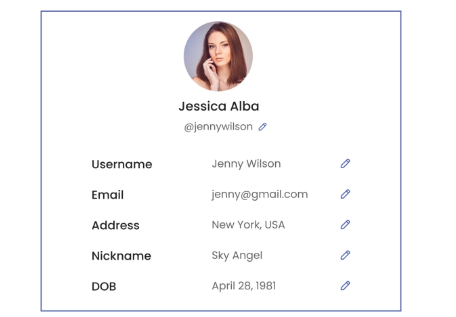 Jessica Alba
@jennywilson
Username Jenny Wilson
Email jenny@gmail.com
Address New York, USA
Nickname Sky Angel
DOB April 28, 1981